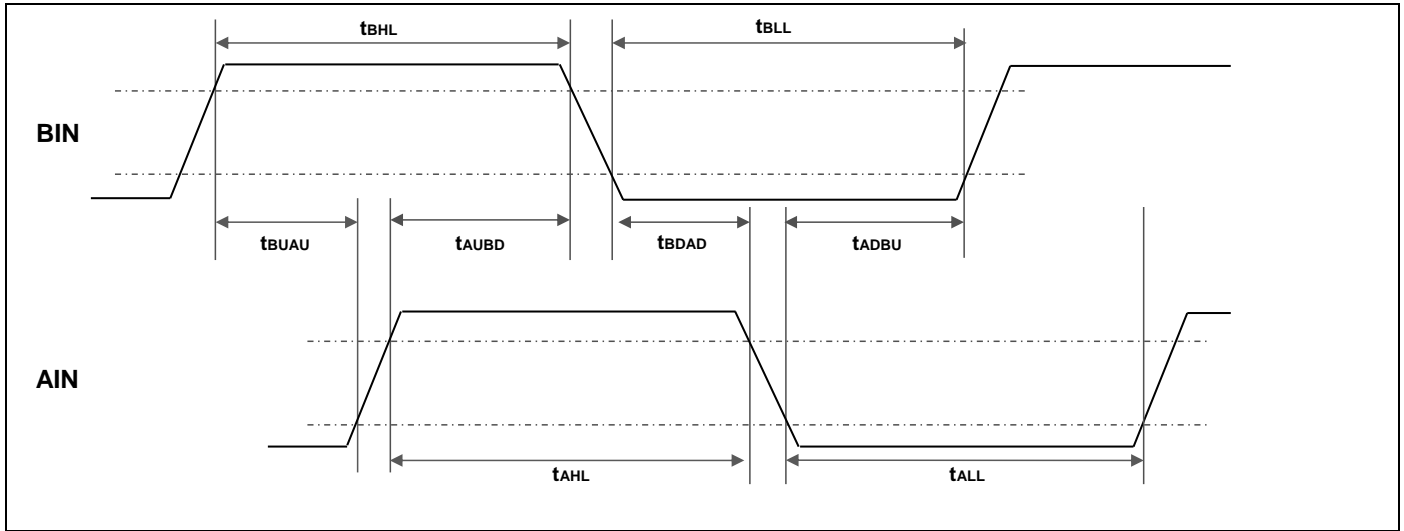 tBHL
tBLL
BIN
tBUAU
tAUBD
tBDAD
tADBU
AIN
tAHL
tALL